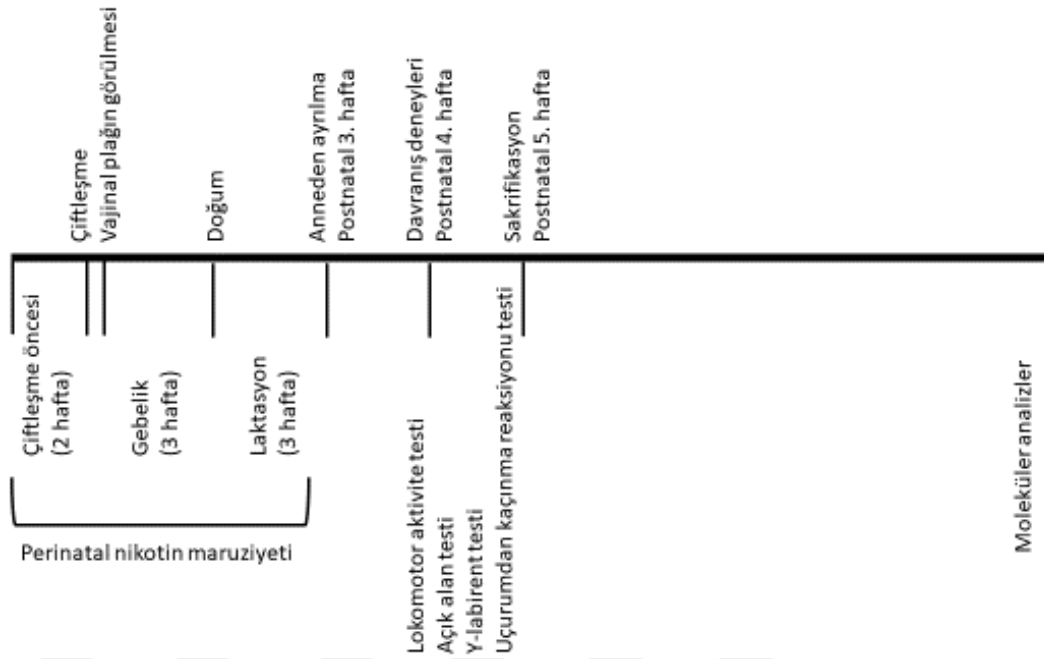 Çiftleşme
Vajinal plağın görülmesi
Doğum
Anneden ayrılma
Postnatal 3. hafta
Davranış deneyleri
Postnatal 4. hafta
Sakrifikasyon
Postnatal 5. hafta
Çiftleşme öncesi
(2 hafta)
Gebelik
(3 hafta)
Laktasyon
(3 hafta)
Perinatal nikotin maruziyeti
Lokomotor aktivite testi
Açık alan testi
Y-labirent testi
Uçurumdan kaçınma reaksiyonu testi
Moleküler analizler